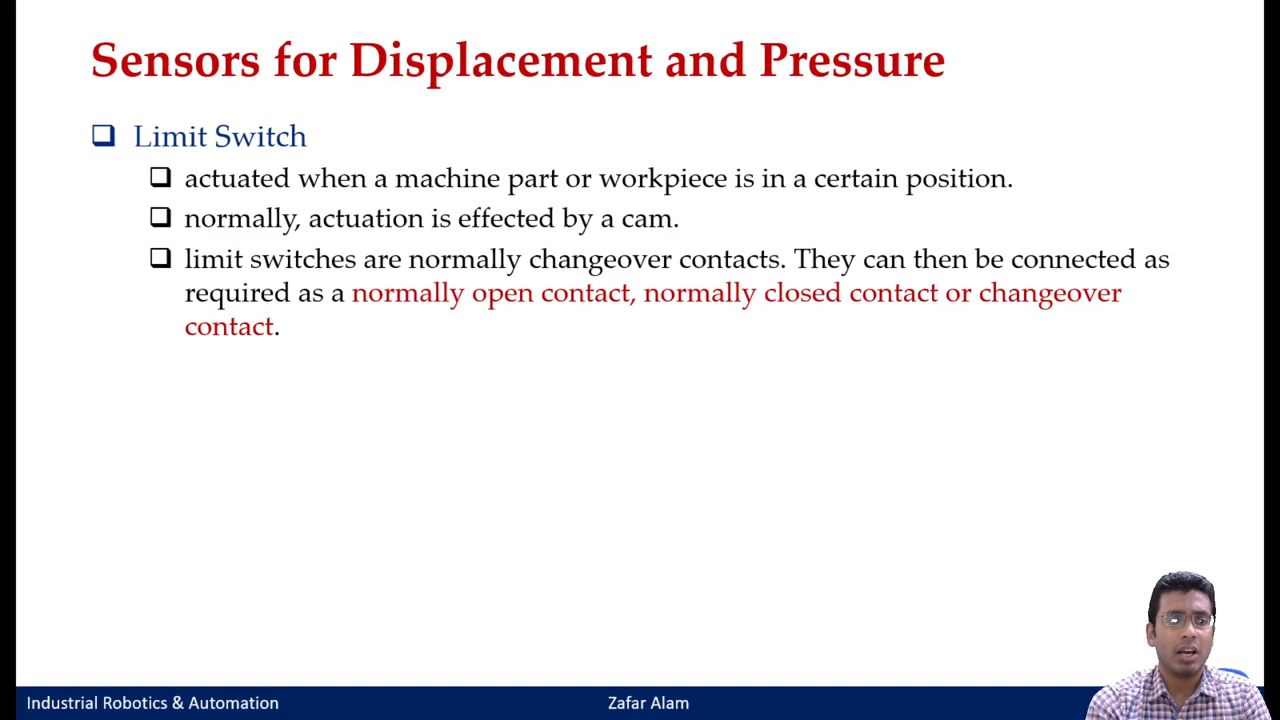 Sensors for Displacement and Pressure
Limit Switch
actuated when a machine part or workpiece is in a certain position.
normally, actuation is effected by a cam.
limit switches are normally changeover contacts. They can then be connected as
required as a normally open contact, normally closed contact or changeover
contact.
Industrial Robotics & Automation
Zafar Alam